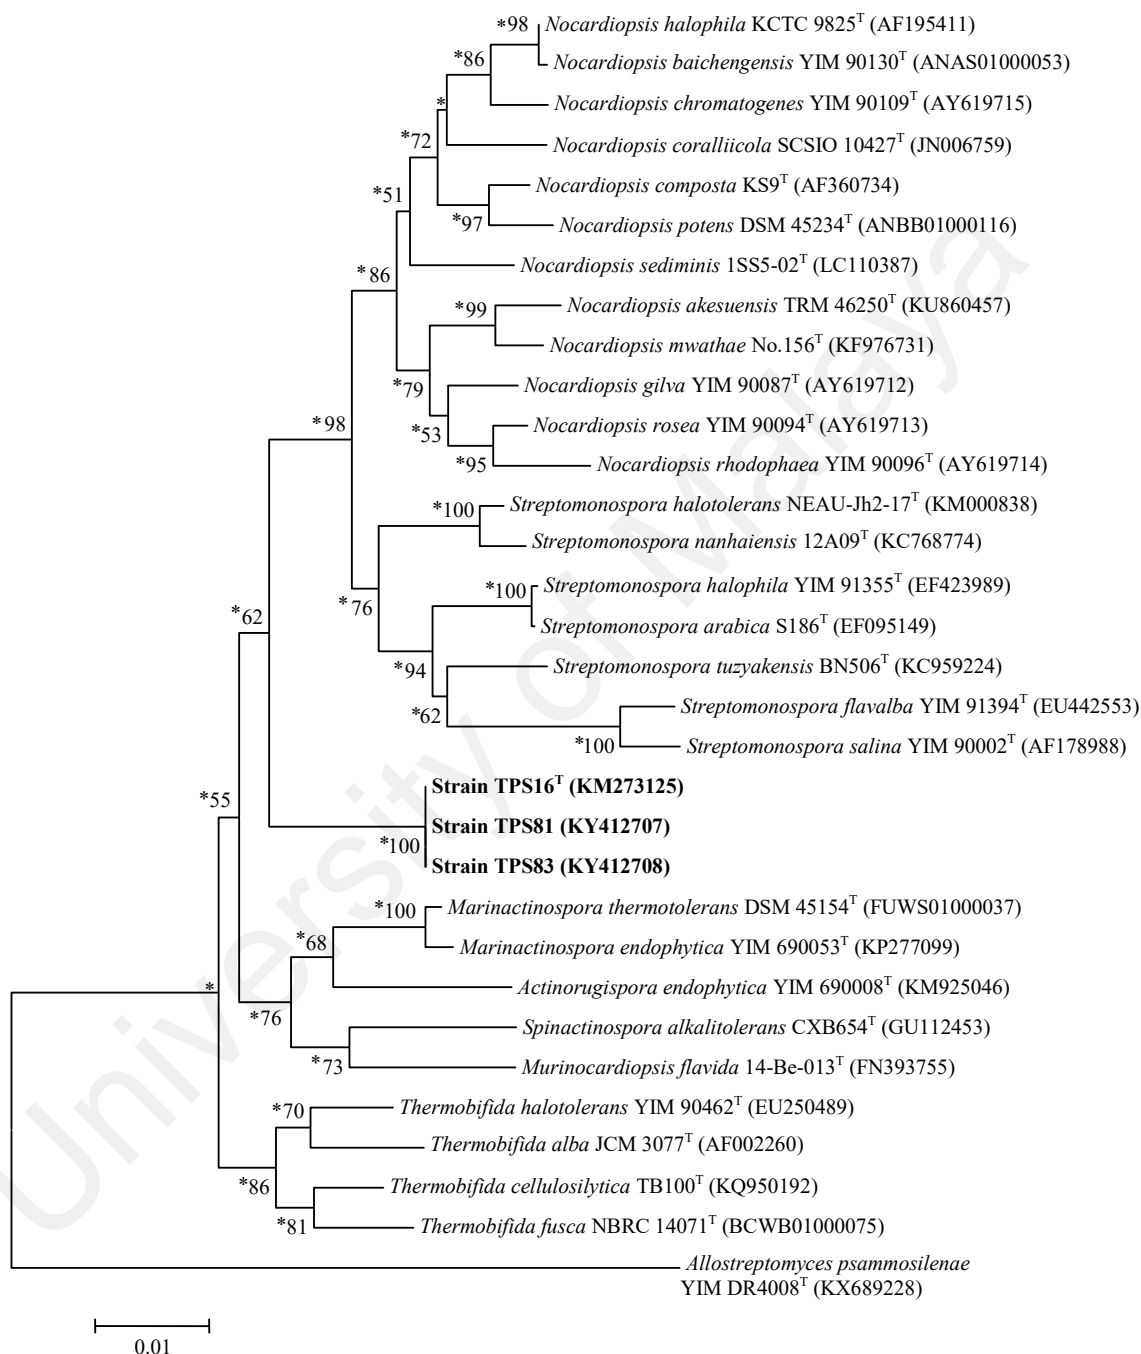 *98 Nocardiopsis halophila KCTC 9825T (AF195411)
*86 Nocardiopsis baichengensis YIM 90130T (ANAS01000053)
* Nocardiopsis chromatogenes YIM 90109T (AY619715)
*72 Nocardiopsis coralliicola SCSIO 10427T (JN006759)
*51 Nocardiopsis composta KS9T (AF360734)
*97 Nocardiopsis potens DSM 45234T (ANBB01000116)
*86 Nocardiopsis sediminis 1SS5-02T (LC110387)
*99 Nocardiopsis akesuensis TRM 46250T (KU860457)
Nocardiopsis mwathae No.156T (KF976731)
*79 Nocardiopsis gilva YIM 90087T (AY619712)
*98 *53 Nocardiopsis rosea YIM 90094T (AY619713)
*95 Nocardiopsis rhodophaea YIM 90096T (AY619714)
*100 Streptomonospora halotolerans NEAU-Jh2-17T (KM000838)
Streptomonospora nanhaiensis 12A09T (KC768774)
*100 Streptomonospora halophila YIM 91355T (EF423989)
*62 *76 Streptomonospora arabica S186T (EF095149)
*94 Streptomonospora tuzyakensis BN506T (KC959224)
*62 Streptomonospora flavalba YIM 91394T (EU442553)
*100 Streptomonospora salina YIM 90002T (AF178988)
*55 Strain TPS16T (KM273125)
Strain TPS81 (KY412707)
*100 Strain TPS83 (KY412708)
*100 Marinactinospora thermotolerans DSM 45154T (FUWS01000037)
*68 Marinactinospora endophytica YIM 690053T (KP277099)
* Actinorugispora endophytica YIM 690008T (KM925046)
*76 Spinactinospora alkalitolerans CXB654T (GU112453)
*73 Murinocardiopsis flavida 14-Be-013T (FN393755)
*70 Thermobifida halotolerans YIM 90462T (EU250489)
Thermobifida alba JCM 3077T (AF002260)
*86 Thermobifida cellulosilytica TB100T (KQ950192)
*81 Thermobifida fusca NBRC 14071T (BCWB01000075)
Allostreptomyces psammosilenae
YIM DR4008T (KX689228)
0.01
University of Malaya